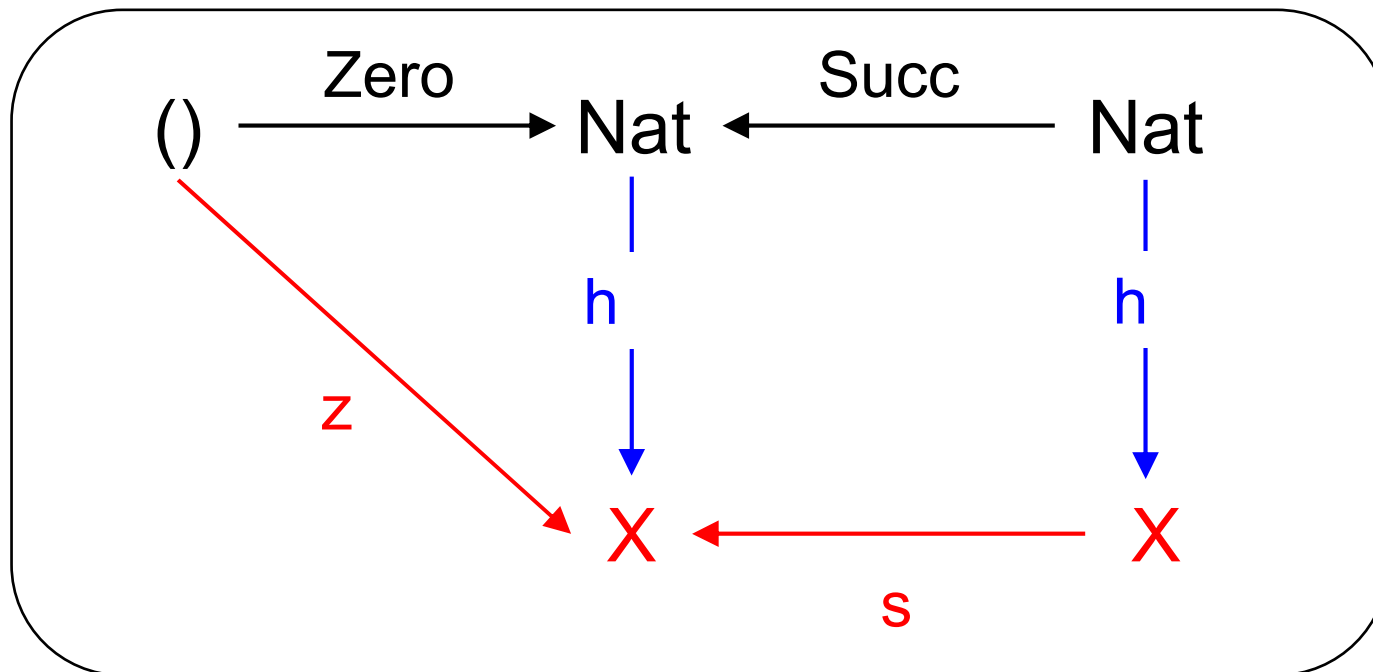 Zero Succ
() Nat Nat
h h
z
X X
s